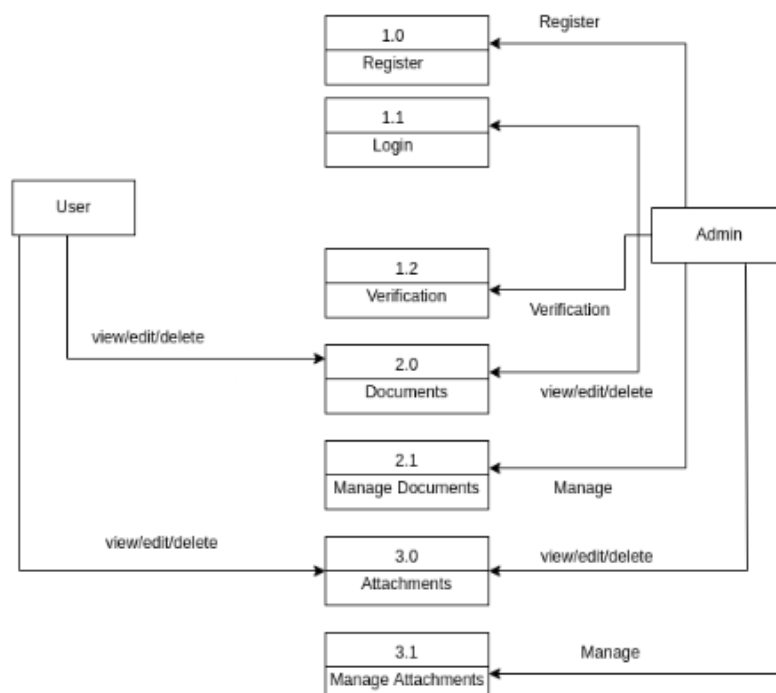 Register
1.0
Register
1.1
Login
User
Admin
1.2
Verification
Verification
view/edit/delete
2.0
Documents
view/edit/delete
2.1
Manage Documents
Manage
view/edit/delete
3.0
Attachments
view/edit/delete
3.1
Manage Attachments
Manage